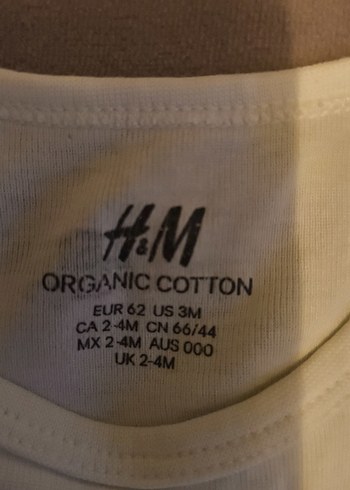 H&M
ORGANIC COTTON
EUR 62 US 3M
CA 2-4M CN 66/44
MX 2-4M AUS 000
UK 2-4M